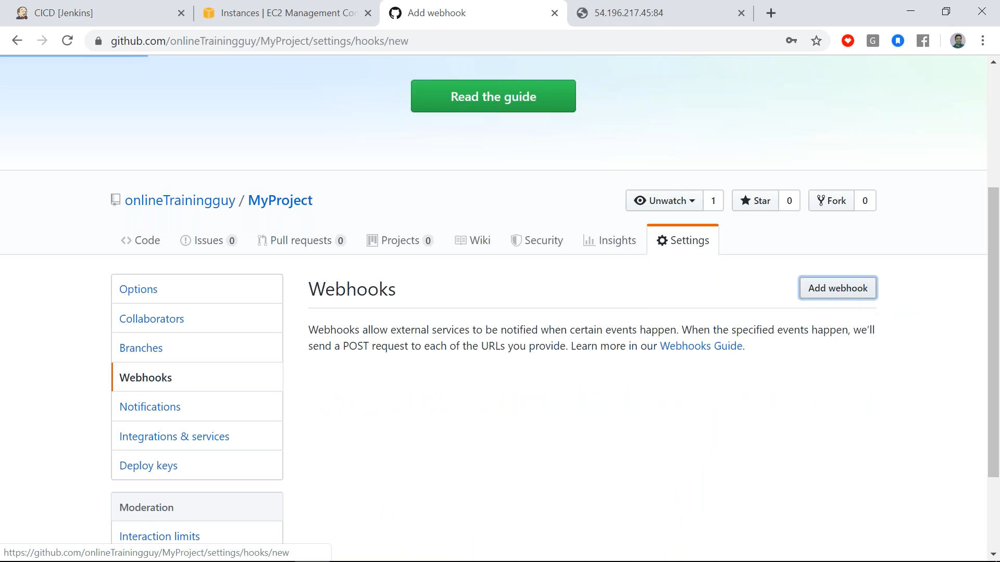 CICD [Jenkins]
Instances | EC2 Management Cor
Add webhook
54.196.217.45:84
github.com/onlineTrainingguy/MyProject/settings/hooks/new
G
Read the guide
onlineTrainingguy / MyProject
Unwatch 1
Star 0
Fork 0
Code
Issues 0
Pull requests 0
Projects 0
Wiki
Security
Insights
Settings
Options
Collaborators
Branches
Webhooks
Notifications
Integrations & services
Deploy keys
Moderation
Interaction limits
Webhooks
Add webhook
Webhooks allow external services to be notified when certain events happen. When the specified events happen, we'll
send a POST request to each of the URLs you provide. Learn more in our Webhooks Guide.
https://github.com/onlineTrainingguy/MyProject/settings/hooks/new